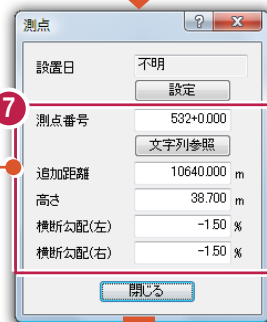 測点
設置日 不明
設定
7
測点番号 532+0.000
文字列参照
追加距離 10640.000 m
高さ 38.700 m
横断勾配(左) -1.50 %
横断勾配(右) -1.50 %
閉じる